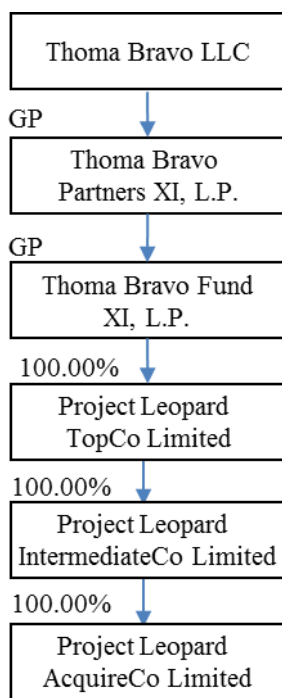 Thoma Bravo LLC
GP
Thoma Bravo
Partners XI, L.P.
GP
Thoma Bravo Fund
XI, L.P.
100.00%
Project Leopard
TopCo Limited
100.00%
Project Leopard
IntermediateCo Limited
100.00%
Project Leopard
AcquireCo Limited